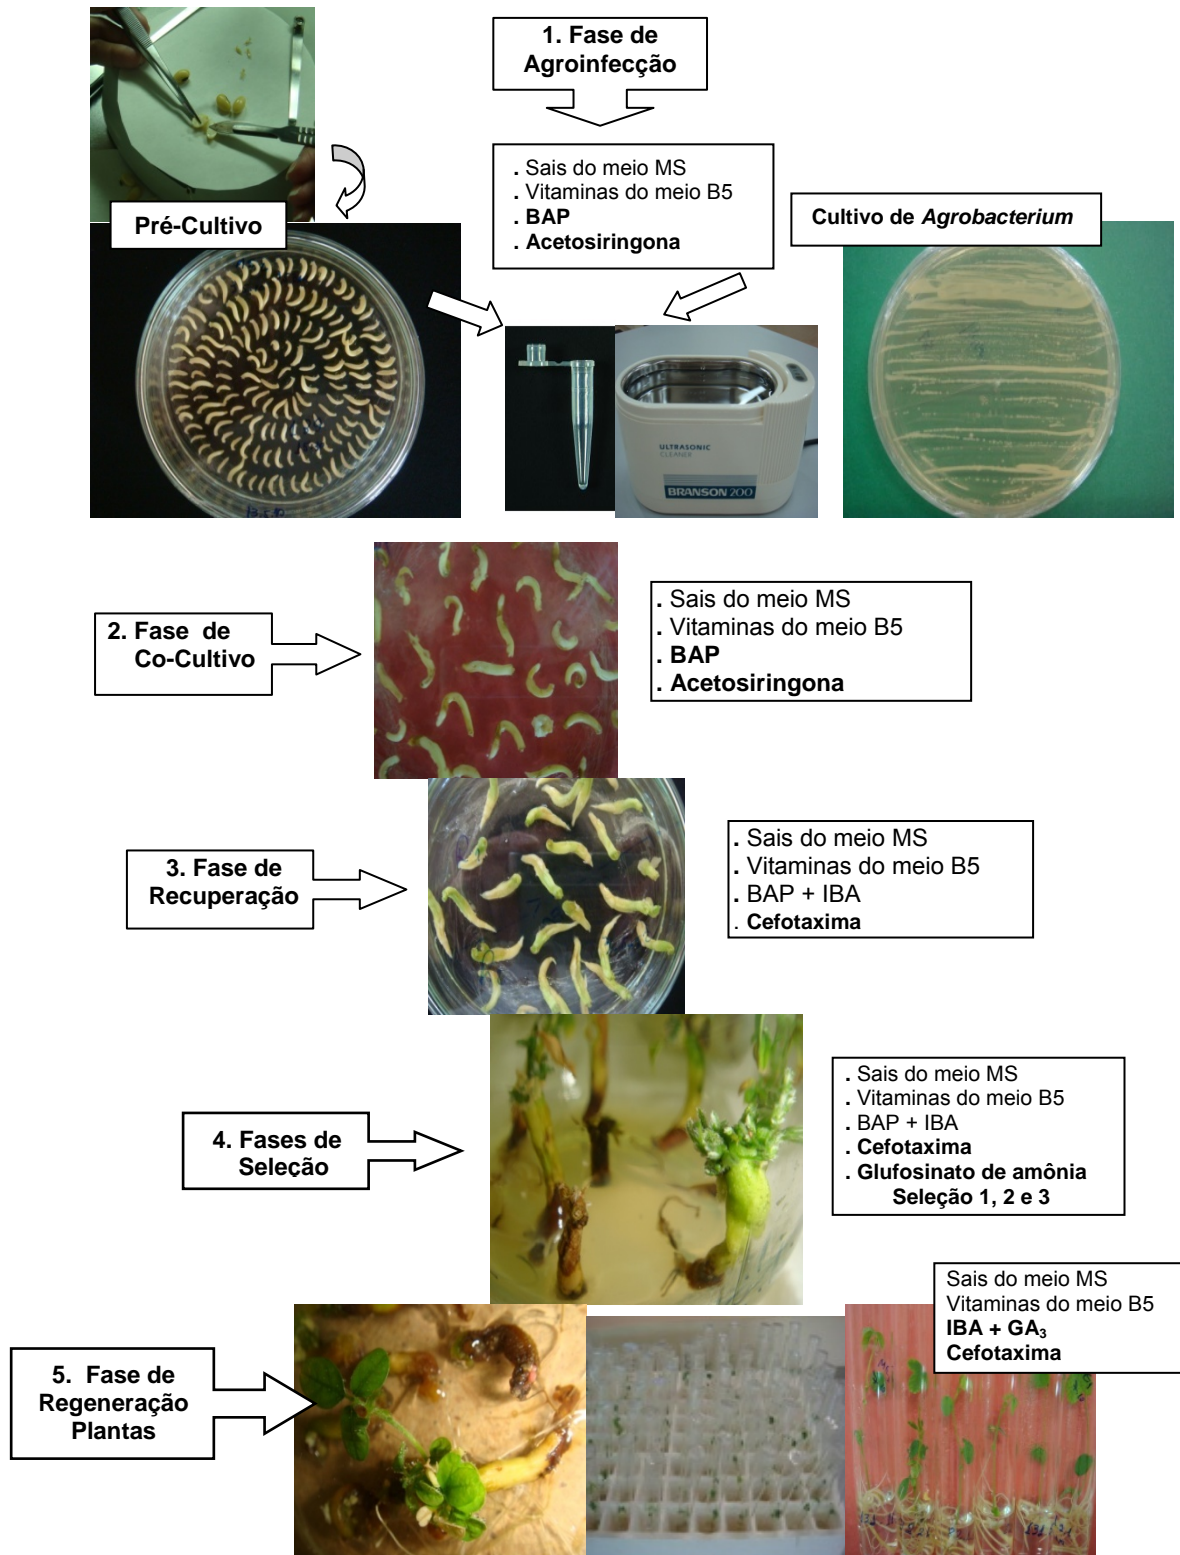 1. Fase de
Agroinfecção
. Sais do meio MS
. Vitaminas do meio B5
. BAP
. Acetosiringona
Pré-Cultivo
Cultivo de Agrobacterium
ULTRASONIC
CLEANER
BRANSON 200
2. Fase de
Co-Cultivo
. Sais do meio MS
. Vitaminas do meio B5
. BAP
. Acetosiringona
3. Fase de
Recuperação
. Sais do meio MS
. Vitaminas do meio B5
. BAP + IBA
. Cefotaxima
4. Fases de
Seleção
. Sais do meio MS
. Vitaminas do meio B5
. BAP + IBA
. Cefotaxima
. Glufosinato de amônia
Seleção 1, 2 e 3
Sais do meio MS
Vitaminas do meio B5
IBA + GA₃
Cefotaxima
5. Fase de
Regeneração
Plantas